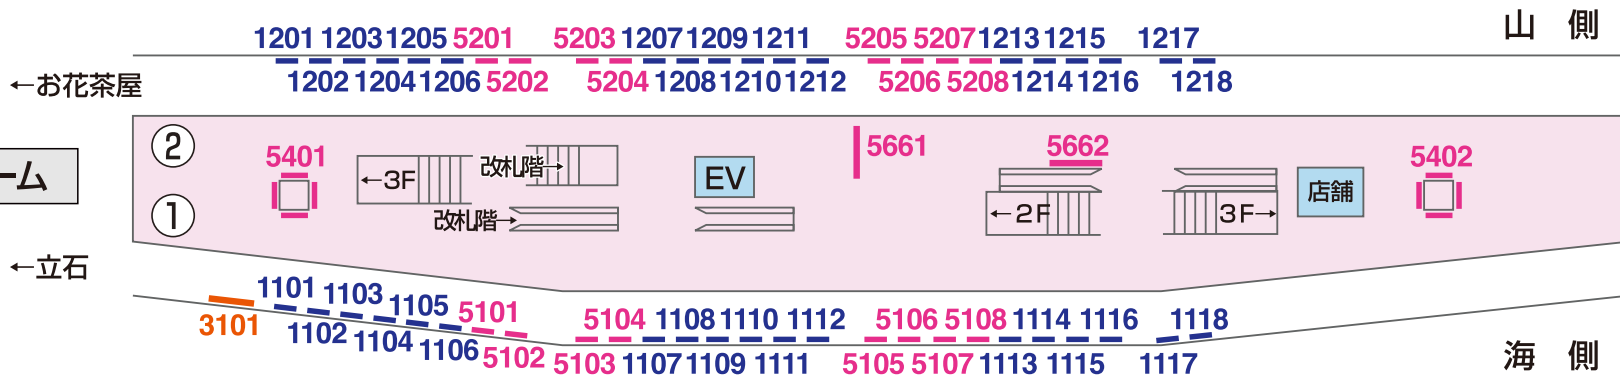 山 側
1201 1203 1205 5201 5203 1207 1209 1211 5205 5207 1213 1215 1217
1202 1204 1206 5202 5204 1208 1210 1212 5206 5208 1214 1216 1218
←お花茶屋
② 5401 ←3F 改札階→ EV 5661 5662 店舗 5402
ーム
① 改札階→ ←2F 3F→
←立石
3101 1101 1103 1105 5101 5104 1108 1110 1112 5106 5108 1114 1116 1118
1102 1104 1106 5102 5103 1107 1109 1111 5105 5107 1113 1115 1117
海 側